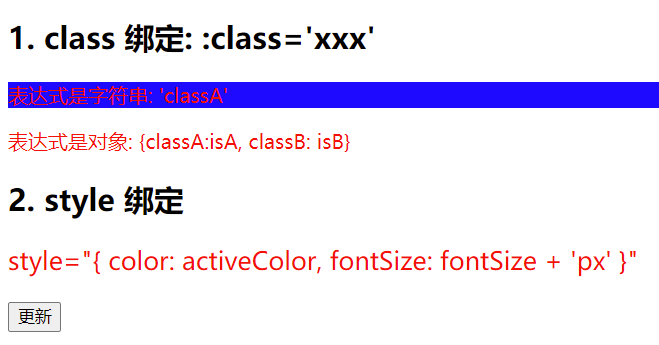 1. class 绑定: :class='xxx'
表达式是字符串: 'classA'
表达式是对象: {classA:isA, classB: isB}
2. style 绑定
style="{ color: activeColor, fontSize: fontSize + 'px' }"
更新